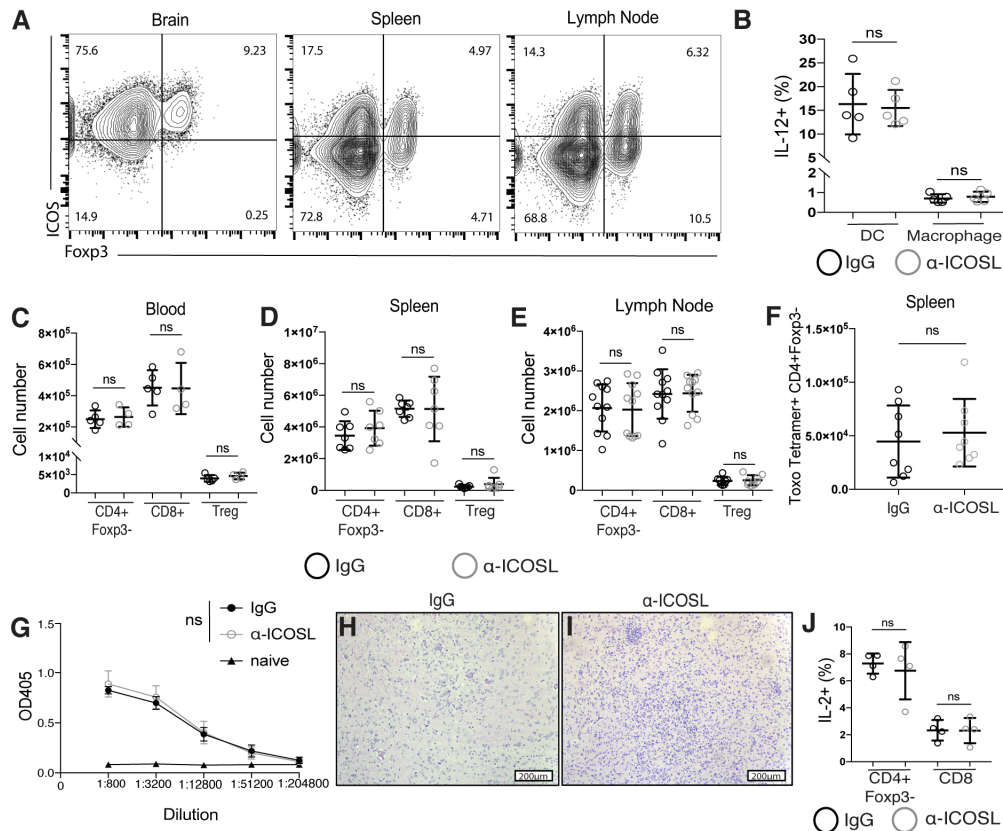 A
Brain
Spleen
Lymph Node
75.6
9.23
14.9
0.25
17.5
4.97
72.8
4.71
14.3
6.32
68.8
10.5
ICOS
Foxp3
B
IL-12+ (%)
30
25
20
15
10
5
2
1
0
ns
ns
DC
Macrophage
IgG
α-ICOSL
C
Blood
Cell number
8×10⁵
6×10⁵
4×10⁵
2×10⁵
1×10⁴
5×10³
0
ns
ns
ns
CD4+
Foxp3-
CD8+
Treg
D
Spleen
Cell number
1×10⁷
8×10⁶
6×10⁶
4×10⁶
2×10⁶
0
ns
ns
ns
CD4+
Foxp3-
CD8+
Treg
E
Lymph Node
Cell number
4×10⁶
3×10⁶
2×10⁶
1×10⁶
0
ns
ns
ns
CD4+
Foxp3-
CD8+
Treg
F
Spleen
Toxo Tetramer+ CD4+Foxp3-
1.5×10⁵
1.0×10⁵
5.0×10⁴
0
ns
IgG
α-ICOSL
IgG
α-ICOSL
G
ns
IgG
α-ICOSL
naive
OD405
1.5
1.0
0.5
0.0
0
1:800
1:3200
1:12800
1:51200
1:204800
Dilution
IgG
H
200μm
α-ICOSL
I
200μm
J
IL-2+ (%)
10
8
6
4
2
0
ns
ns
CD4+
Foxp3-
CD8
IgG
α-ICOSL